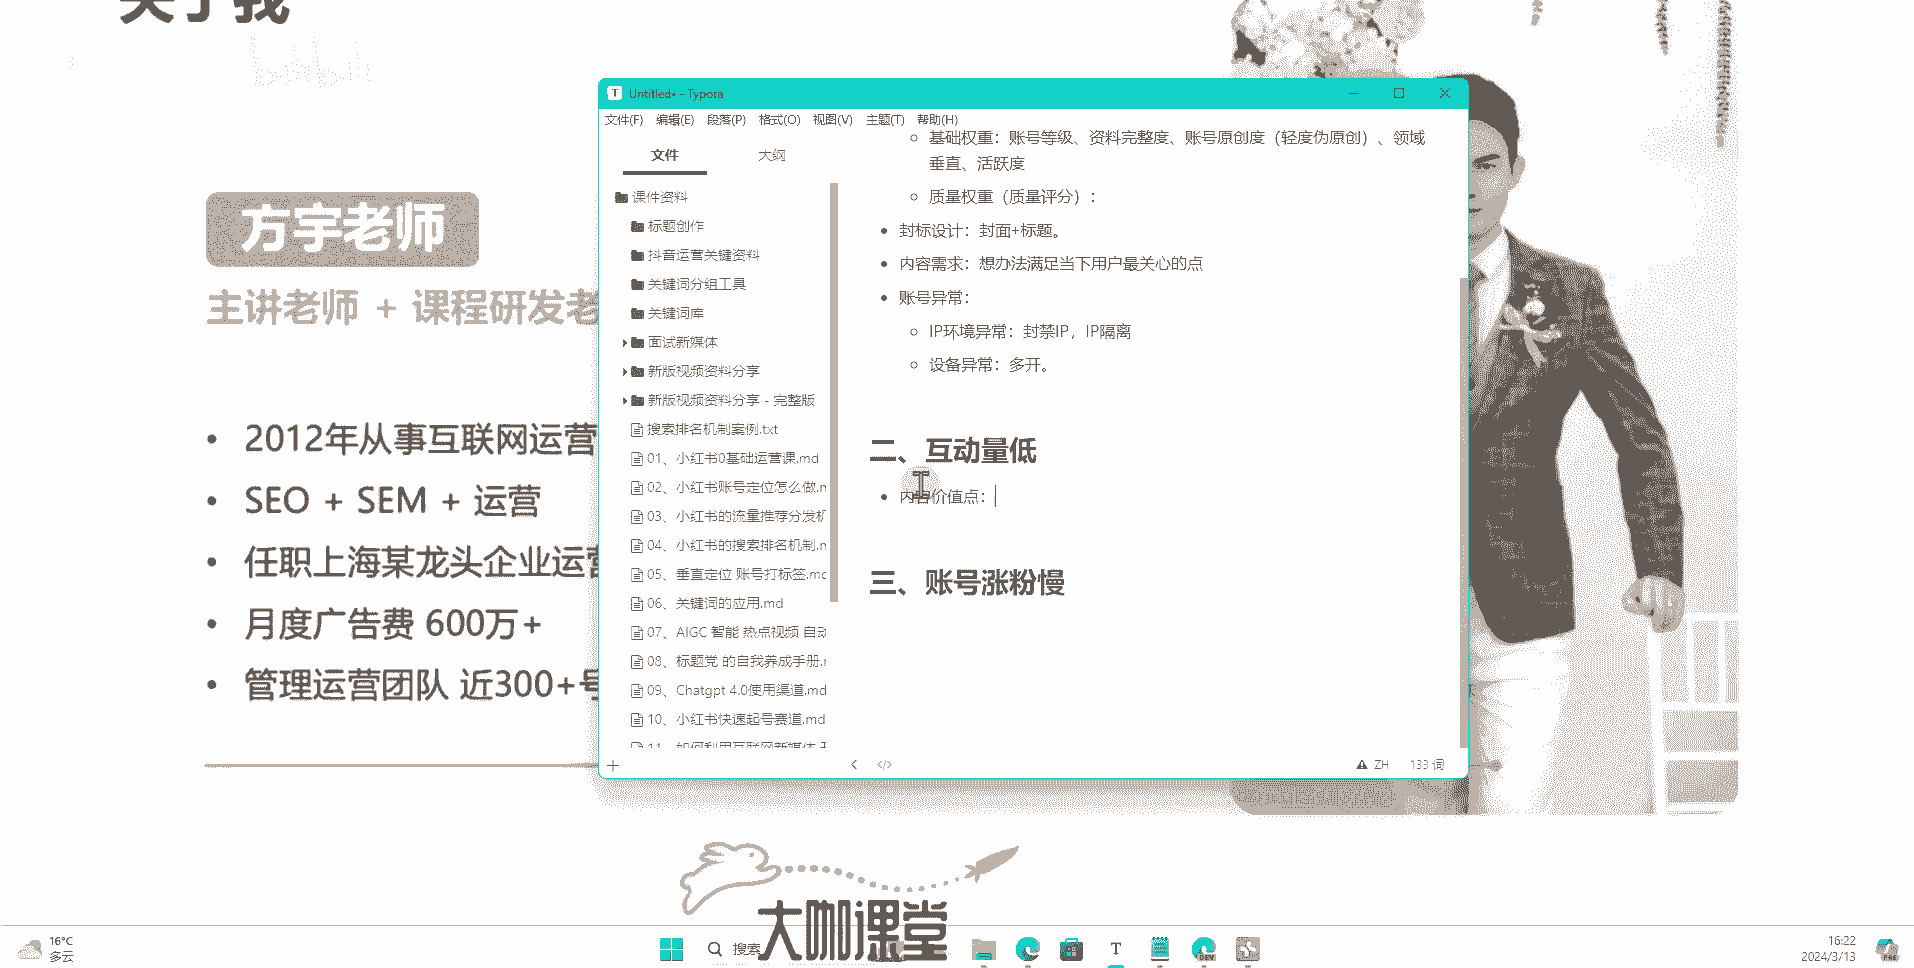 关于我
方宇老师
主讲老师 + 课程研发老
• 2012年从事互联网运营
• SEO + SEM + 运营
• 任职上海某龙头企业运营
• 月度广告费 600万+
• 管理运营团队 近300+号
T Untitled• - Typora
文件(F) 编辑(E) 段落(P) 格式(O) 视图(V) 主题(T) 帮助(H)
文件 大纲
课件资料
标题创作
抖音运营关键资料
关键词分组工具
关键词库
面试新媒体
新版视频资料分享
新版视频资料分享 - 完整版
搜索排名机制案例.txt
01、小红书0基础运营课.md
02、小红书账号定位怎么做.m
03、小红书的流量推荐分发机
04、小红书的搜索排名机制.m
05、垂直定位 账号打标签.md
06、关键词的应用.md
07、AIGC 智能 热点视频 自动
08、标题党 的自我养成手册.m
09、Chatgpt 4.0使用渠道.md
10、小红书快速起号赛道.md
11、如何利用互联网新媒体
基础权重：账号等级、资料完整度、账号原创度（轻度伪原创）、领域
垂直、活跃度
质量权重（质量评分）：
• 封标设计：封面+标题。
• 内容需求：想办法满足当下用户最关心的点
• 账号异常：
IP环境异常：封禁IP，IP隔离
设备异常：多开。
二、互动量低
• 内容价值点：
三、账号涨粉慢
ZH 133 词
大咖课堂
16°C
多云
搜索
T
DEV
16:22
2024/3/13
PRE